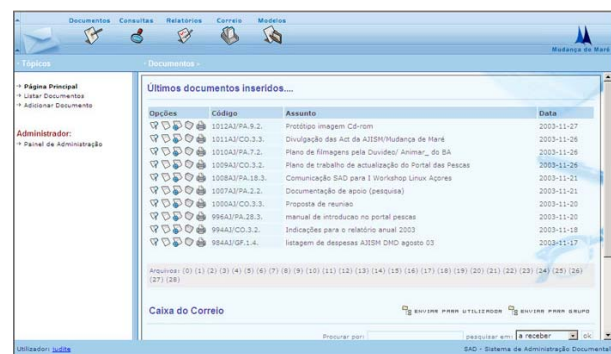 Documentos Consultas Relatórios Correio Modelos
Mudança de Maré
· Tópicos
· Documentos -
Página Principal
Listar Documentos
Adicionar Documento
Administrador:
Painel de Administração
Últimos documentos inseridos....
Opções Código Assunto Data
1012AJ/PA.9.2. Protótipo imagem Cd-rom 2003-11-27
1011AJ/CO.3.3. Divulgação das Act da AJISM/Mudança de Maré 2003-11-26
1010AJ/PA.7.2. Plano de filmagens pela Duvideo/ Animar_ do BA 2003-11-26
1009AJ/CO.3.2. Plano de trabalho de actualização do Portal das Pescas 2003-11-26
1008AJ/PA.18.3. Comunicação SAD para I Workshop Linux Açores 2003-11-21
1007AJ/PA.2.2. Documentação de apoio (pesquisa) 2003-11-21
1000AJ/CO.3.3. Proposta de reuniao 2003-11-20
996AJ/PA.28.3. manual de introducao no portal pescas 2003-11-20
994AJ/CO.3.2. Indicações para o relatório anual 2003 2003-11-18
984AJ/GF.1.4. listagem de despesas AJISM DMD agosto 03 2003-11-17
Arquivos: (0) (1) (2) (3) (4) (5) (6) (7) (8) (9) (10) (11) (12) (13) (14) (15) (16) (17) (18) (19) (20) (21) (22) (23) (24) (25) (26)
(27) (28)
Caixa do Correio ENVIAR PARA UTILIZADOR ENVIAR PARA GRUPO
Procurar por: pesquisar em: a receber ok
Utilizador: judite SAD - Sistema de Administração Documental